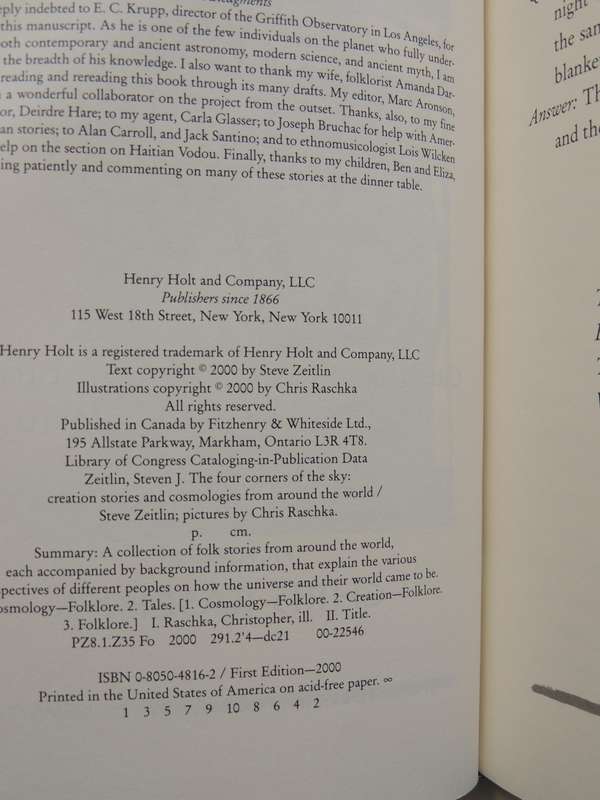 eply indebted to E. C. Krupp, director of the Griffith Observatory in Los Angeles, for
this manuscript. As he is one of the few individuals on the planet who fully under-
oth contemporary and ancient astronomy, modern science, and ancient myth, I am
the breadth of his knowledge. I also want to thank my wife, folklorist Amanda Dar-
reading and rereading this book through its many drafts. My editor, Marc Aronson,
a wonderful collaborator on the project from the outset. Thanks, also, to my fine
or, Deirdre Hare; to my agent, Carla Glasser; to Joseph Bruchac for help with Amer-
an stories; to Alan Carroll, and Jack Santino; and to ethnomusicologist Lois Wilcken
elp on the section on Haitian Vodou. Finally, thanks to my children, Ben and Eliza,
ing patiently and commenting on many of these stories at the dinner table.
Henry Holt and Company, LLC
Publishers since 1866
115 West 18th Street, New York, New York 10011
Henry Holt is a registered trademark of Henry Holt and Company, LLC
Text copyright © 2000 by Steve Zeitlin
Illustrations copyright © 2000 by Chris Raschka
All rights reserved.
Published in Canada by Fitzhenry & Whiteside Ltd.,
195 Allstate Parkway, Markham, Ontario L3R 4T8.
Library of Congress Cataloging-in-Publication Data
Zeitlin, Steven J. The four corners of the sky:
creation stories and cosmologies from around the world /
Steve Zeitlin; pictures by Chris Raschka.
p. cm.
Summary: A collection of folk stories from around the world,
each accompanied by background information, that explain the various
spectives of different peoples on how the universe and their world came to be.
osmology—Folklore. 2. Tales. [1. Cosmology—Folklore. 2. Creation—Folklore.
3. Folklore.] I. Raschka, Christopher, ill. II. Title.
PZ8.1.Z35 Fo 2000 291.2'4—dc21 00-22546
ISBN 0-8050-4816-2 / First Edition—2000
Printed in the United States of America on acid-free paper. ∞
1 3 5 7 9 10 8 6 4 2
night
the sam
blanke
Answer: Th
and the